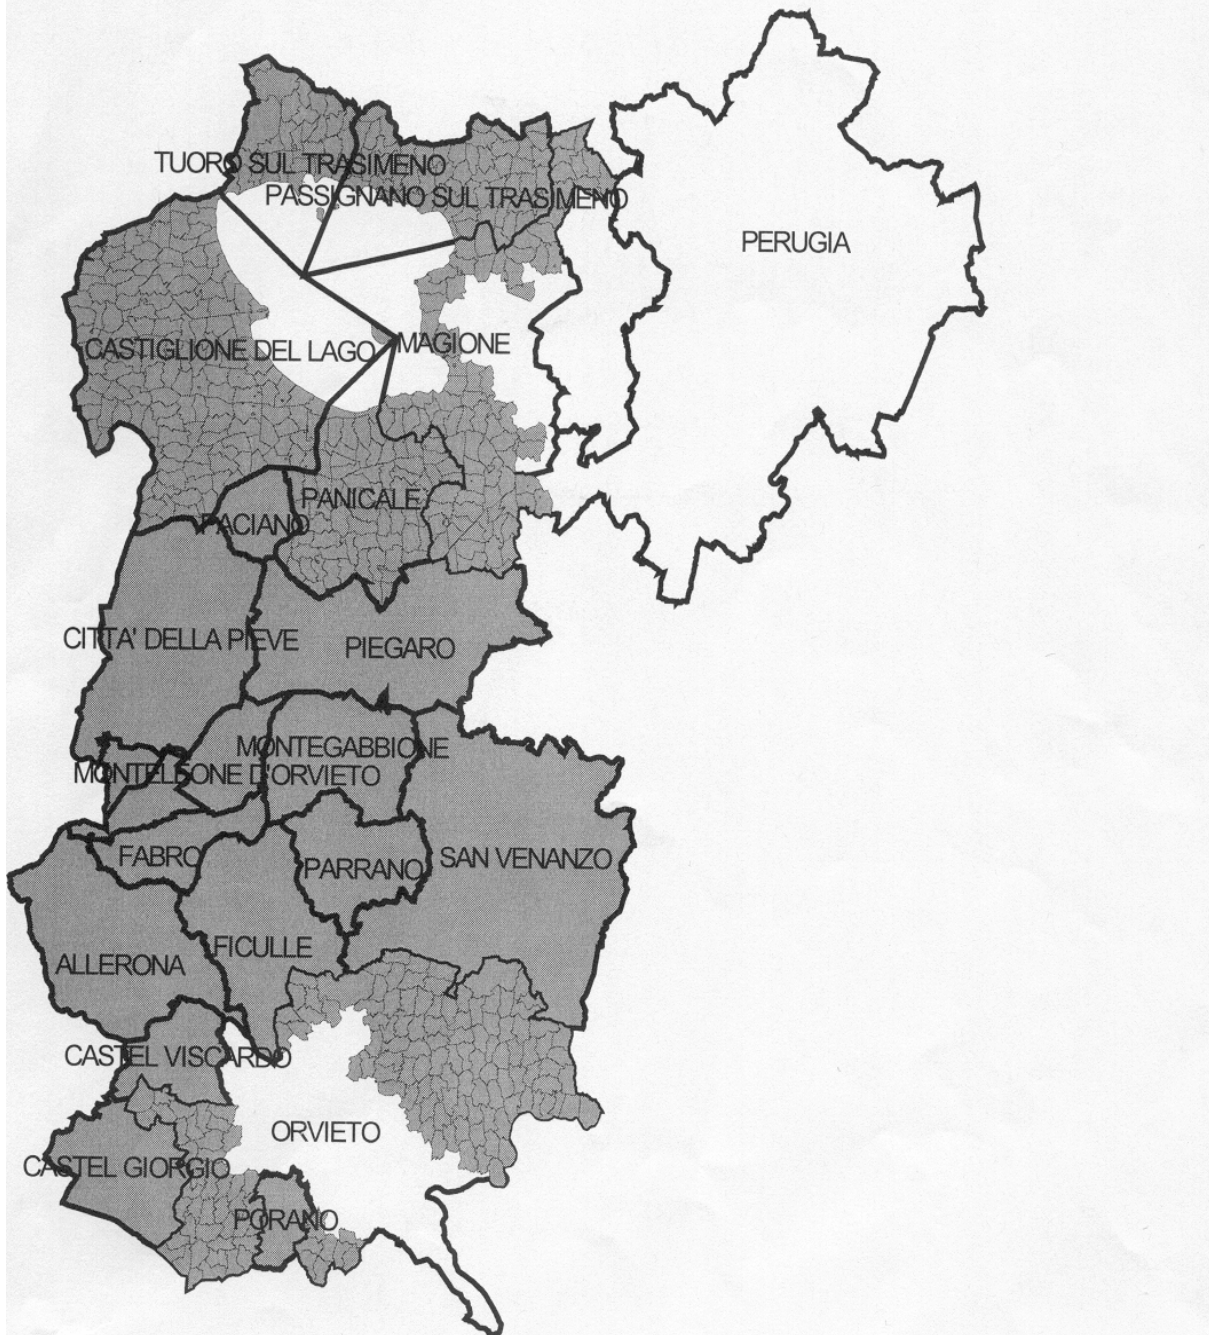 TUORO SUL TRASIMENO
PASSIGNANO SUL TRASIMENO
PERUGIA
CASTIGLIONE DEL LAGO
MAGIONE
PANICALE
PACIANO
CITTA' DELLA PIEVE
PIEGARO
MONTEGABBIONE
MONTELEONE D'ORVIETO
FABRO
PARRANO
SAN VENANZO
FICULLE
ALLERONA
CASTEL VISCARDO
ORVIETO
CASTEL GIORGIO
PORANO